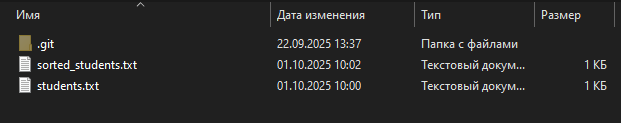 Имя Дата изменения Тип Размер
.git 22.09.2025 13:37 Папка с файлами
sorted_students.txt 01.10.2025 10:02 Текстовый докум... 1 КБ
students.txt 01.10.2025 10:00 Текстовый докум... 1 КБ